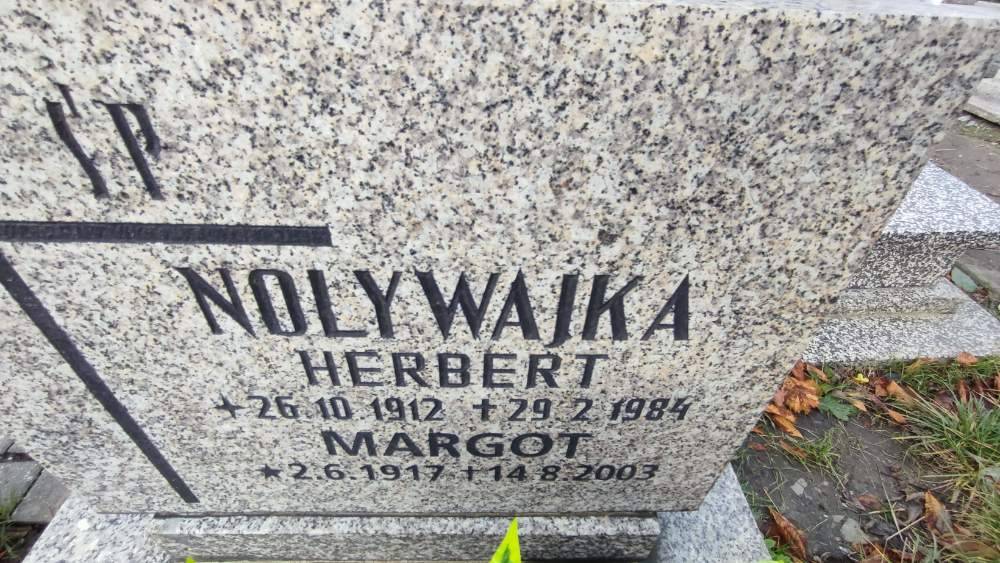 ŚP
NOLYWAJKA
HERBERT
* 26 10 1912 + 29 2 1984
MARGOT
* 2.6.1917 + 14 8 2003